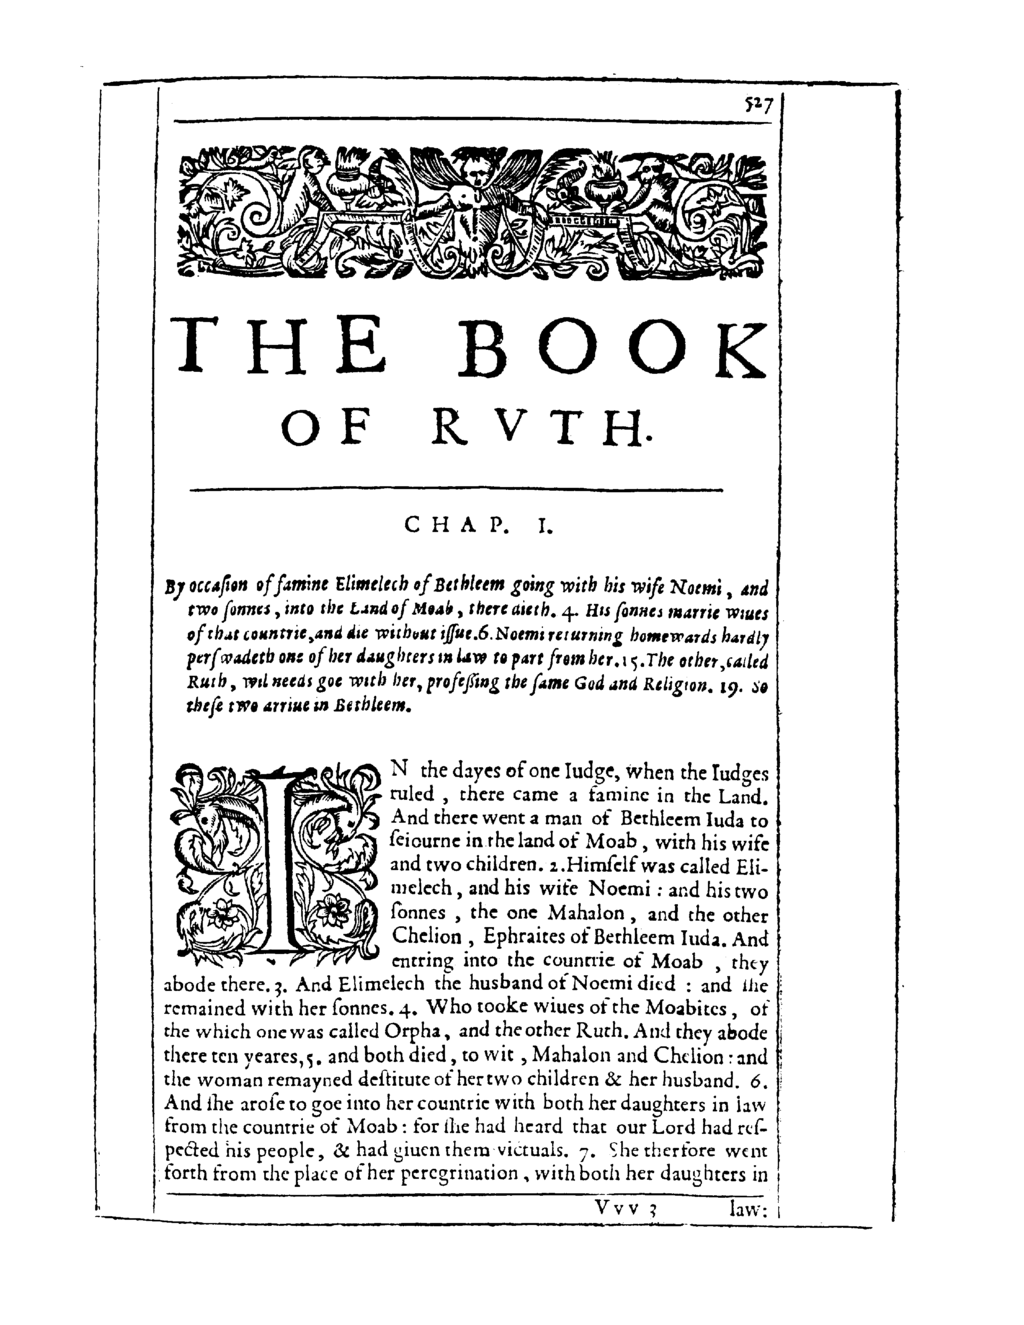 527
THE BOOK
OF RVTH.
CHAP. I.
By occaſion of famine Elimelech of Bethleem going with his wife Noemi, and
two ſonnes, into the Land of Moab, there dieth. 4. His ſonnes marrie wiues
of that countrie, and die without iſſue. 6. Noemi returning homewards hardly
perſwadeth one of her daughters in law to part from her. 15. The other, called
Ruth, wil needs goe with her, profeſſing the ſame God and Religion. 19. So
theſe two arriue in Bethleem.
IN the dayes of one Iudge, when the Iudges
ruled, there came a famine in the Land.
And there went a man of Bethleem Iuda to
ſeiourne in the land of Moab, with his wife
and two children. 2. Himſelf was called Eli-
melech, and his wife Noemi: and his two
ſonnes, the one Mahalon, and the other
Chelion, Ephraites of Bethleem Iuda. And
entring into the countrie of Moab, they
abode there. 3. And Elimelech the husband of Noemi died: and ſhe
remained with her ſonnes. 4. Who tooke wiues of the Moabites, of
the which one was called Orpha, and the other Ruth. And they abode
there ten yeares, 5. and both died, to wit, Mahalon and Chelion: and
the woman remayned deſtitute of her two children & her husband. 6.
And ſhe aroſe to goe into her countrie with both her daughters in law
from the countrie of Moab: for ſhe had heard that our Lord had reſ-
pected his people, & had giuen them victuals. 7. She therfore went
forth from the place of her peregrination, with both her daughters in
Vvv 3 law: